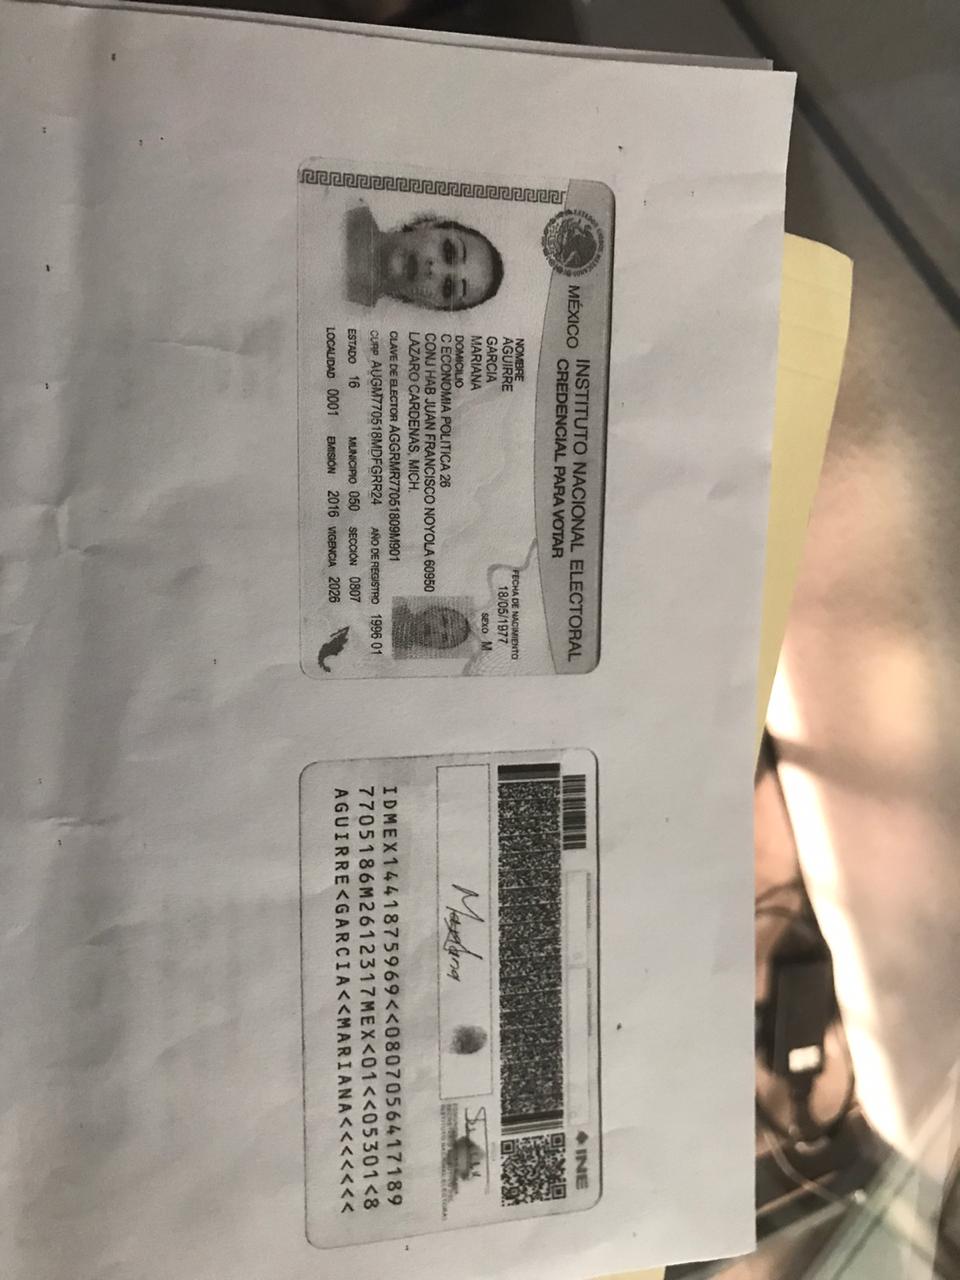 MÉXICO INSTITUTO NACIONAL ELECTORAL
CREDENCIAL PARA VOTAR
NOMBRE
AGUIRRE
GARCIA
MARIANA
FECHA DE NACIMIENTO
18/05/1977
SEXO M
DOMICILIO
C ECONOMIA POLITICA 26
CONJ HAB JUAN FRANCISCO NOYOLA 60950
LAZARO CARDENAS, MICH.
CLAVE DE ELECTOR AGGRMR77051809M901
CURP AUGM770518MDFGRR24 AÑO DE REGISTRO 1996 01
ESTADO 16 MUNICIPIO 050 SECCIÓN 0807
LOCALIDAD 0001 EMISIÓN 2016 VIGENCIA 2026
INE
Mariana
IDMEX1441875969<<0807056417189
7705186M2612317MEX<01<<05301<8
AGUIRRE<GARCIA<<MARIANA<<<<<<<